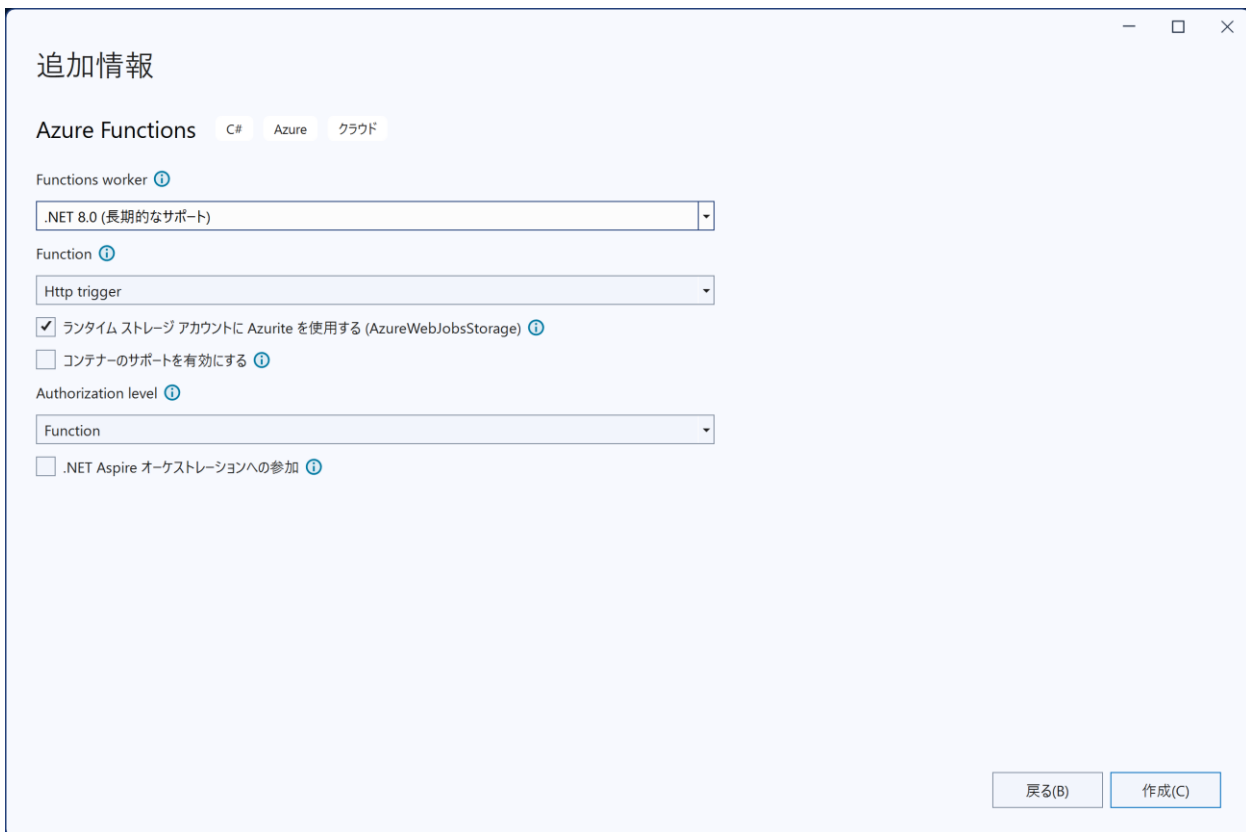 追加情報
Azure Functions C# Azure クラウド
Functions worker
.NET 8.0 (長期的なサポート)
Function
Http trigger
ランタイム ストレージ アカウントに Azurite を使用する (AzureWebJobsStorage)
コンテナーのサポートを有効にする
Authorization level
Function
.NET Aspire オーケストレーションへの参加
戻る(B) 作成(C)